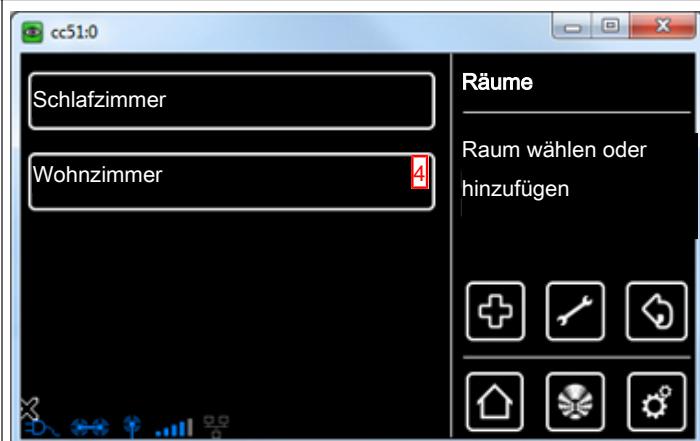 cc51:0
Schlafzimmer
Wohnzimmer 4
Räume
Raum wählen oder
hinzufügen